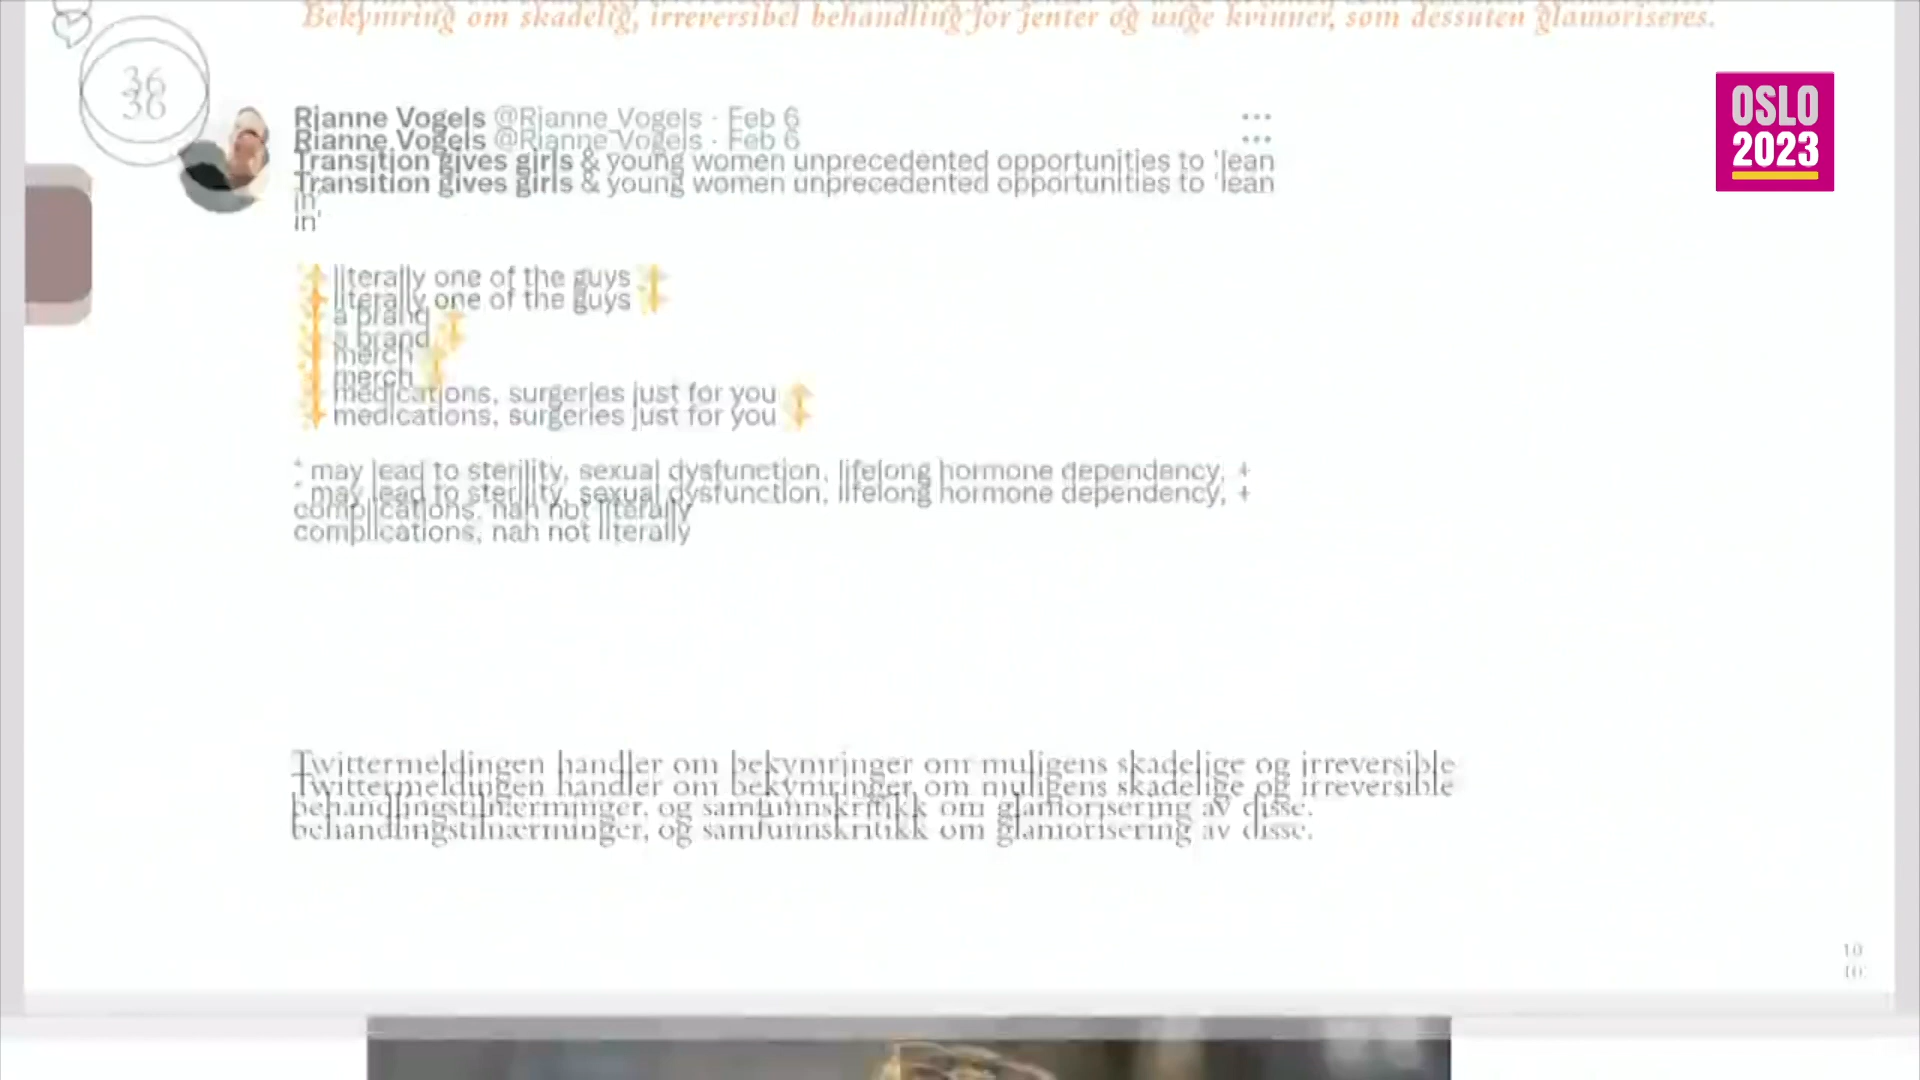 Bekymring om skadelig, irreversibel behandling for jenter og unge kvinner, som dessuten glamoriseres.
36
OSLO
2023
Rianne Vogels @Rianne_Vogels · Feb 6
Transition gives girls & young women unprecedented opportunities to 'lean
in'
literally one of the guys
a brand
merch
medications, surgeries just for you
* may lead to sterility, sexual dysfunction, lifelong hormone dependency, +
complications, nah not literally
Twittermeldingen handler om bekymringer om muligens skadelige og irreversible
behandlingstilnærminger, og samfunnskritikk om glamorisering av disse.
10